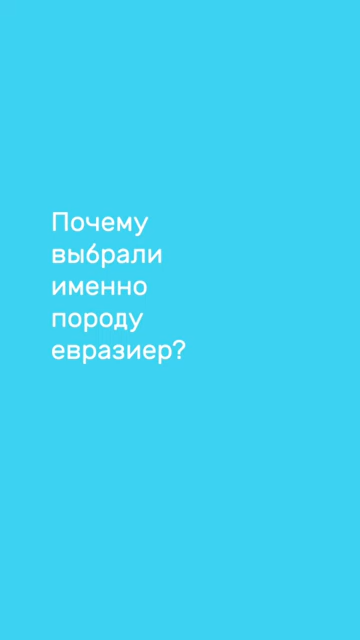 Почему
выбрали
именно
породу
евразиер?